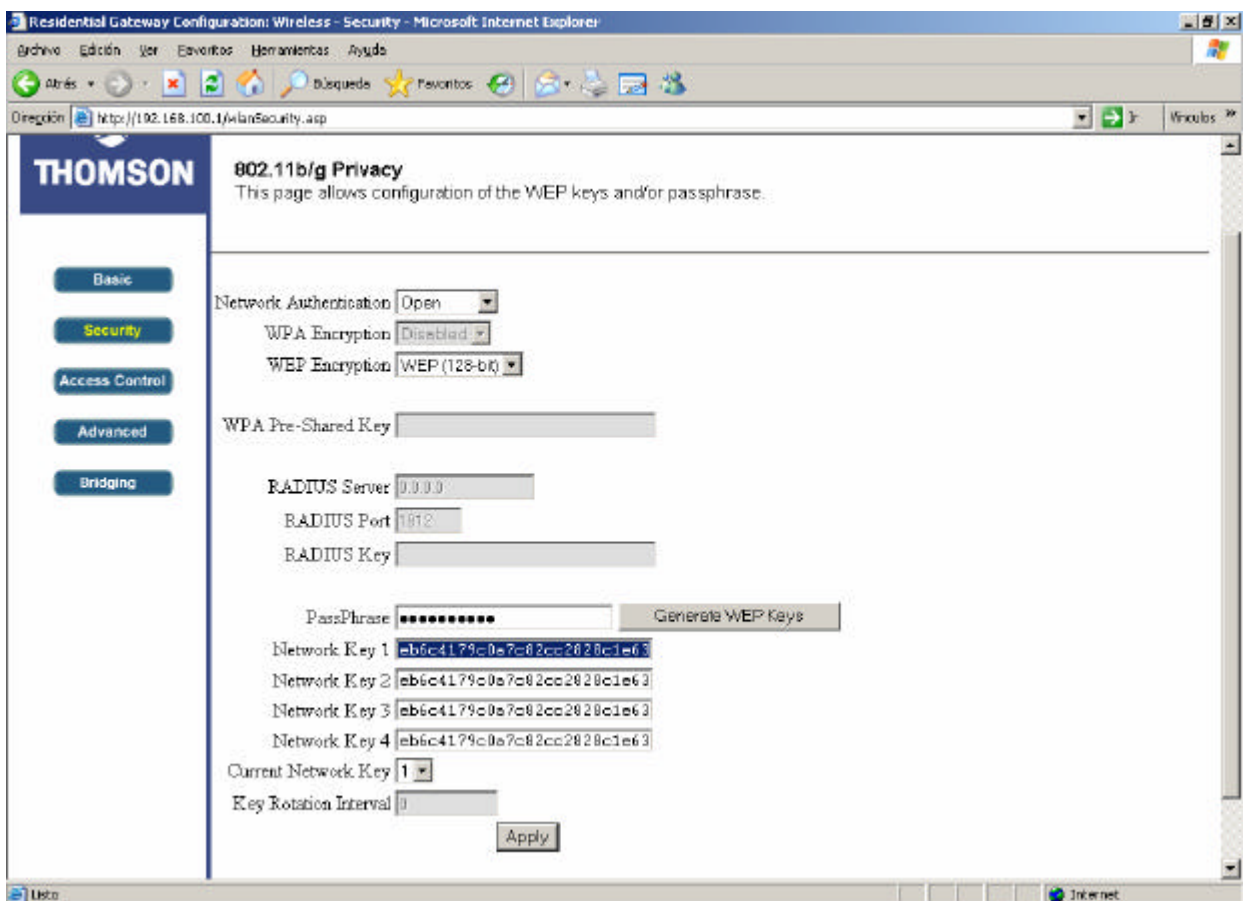 Residential Gateway Configuration: Wireless - Security - Microsoft Internet Explorer
Archivo Edición Ver Favoritos Herramientas Ayuda
Atrás Búsqueda Favoritos
Dirección http://192.168.100.1/wlanSecurity.asp Ir Vínculos
THOMSON
802.11b/g Privacy
This page allows configuration of the WEP keys and/or passphrase.
Basic
Security
Access Control
Advanced
Bridging
Network Authentication Open
WPA Encryption Disabled
WEP Encryption WEP (128-bit)
WPA Pre-Shared Key
RADIUS Server 0.0.0.0
RADIUS Port 1812
RADIUS Key
PassPhrase ●●●●●●●●●● Generate WEP Keys
Network Key 1 eb6c4179c0a7c82cc2828c1e63
Network Key 2 eb6c4179c0a7c82cc2828c1e63
Network Key 3 eb6c4179c0a7c82cc2828c1e63
Network Key 4 eb6c4179c0a7c82cc2828c1e63
Current Network Key 1
Key Rotation Interval 0
Apply
Listo Internet